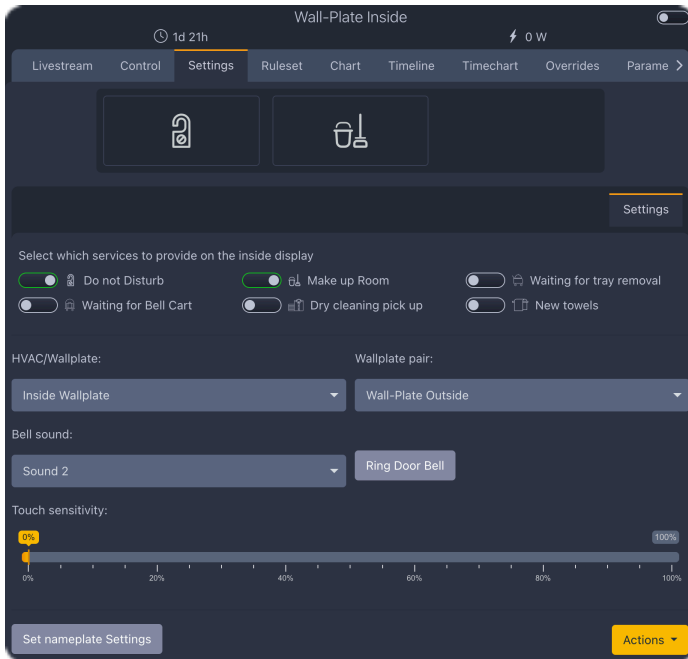 Wall-Plate Inside
1d 21h 0 W
Livestream Control Settings Ruleset Chart Timeline Timechart Overrides Parame
Settings
Select which services to provide on the inside display
Do not Disturb Make up Room Waiting for tray removal
Waiting for Bell Cart Dry cleaning pick up New towels
HVAC/Wallplate: Wallplate pair:
Inside Wallplate Wall-Plate Outside
Bell sound:
Sound 2 Ring Door Bell
Touch sensitivity:
0% 100%
0% 20% 40% 60% 80% 100%
Set nameplate Settings Actions